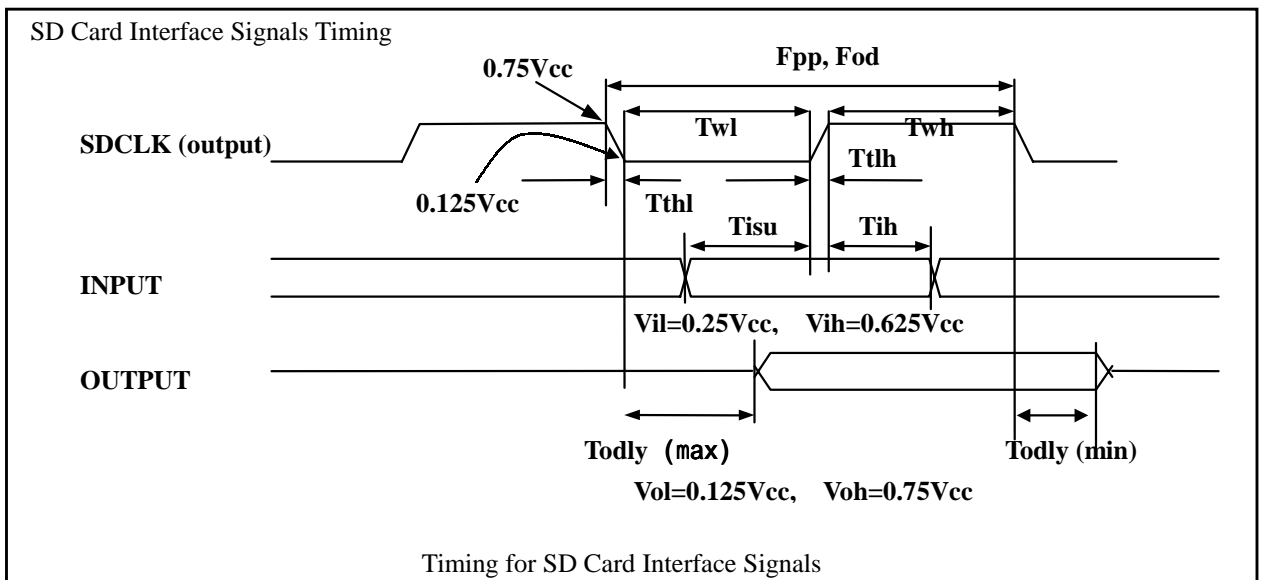 SD Card Interface Signals Timing
Fpp, Fod
0.75Vcc
Twl
Twh
SDCLK (output)
Ttlh
0.125Vcc
Tthl
Tisu
Tih
INPUT
Vil=0.25Vcc, Vih=0.625Vcc
OUTPUT
Todly (max)
Todly (min)
Vol=0.125Vcc, Voh=0.75Vcc
Timing for SD Card Interface Signals